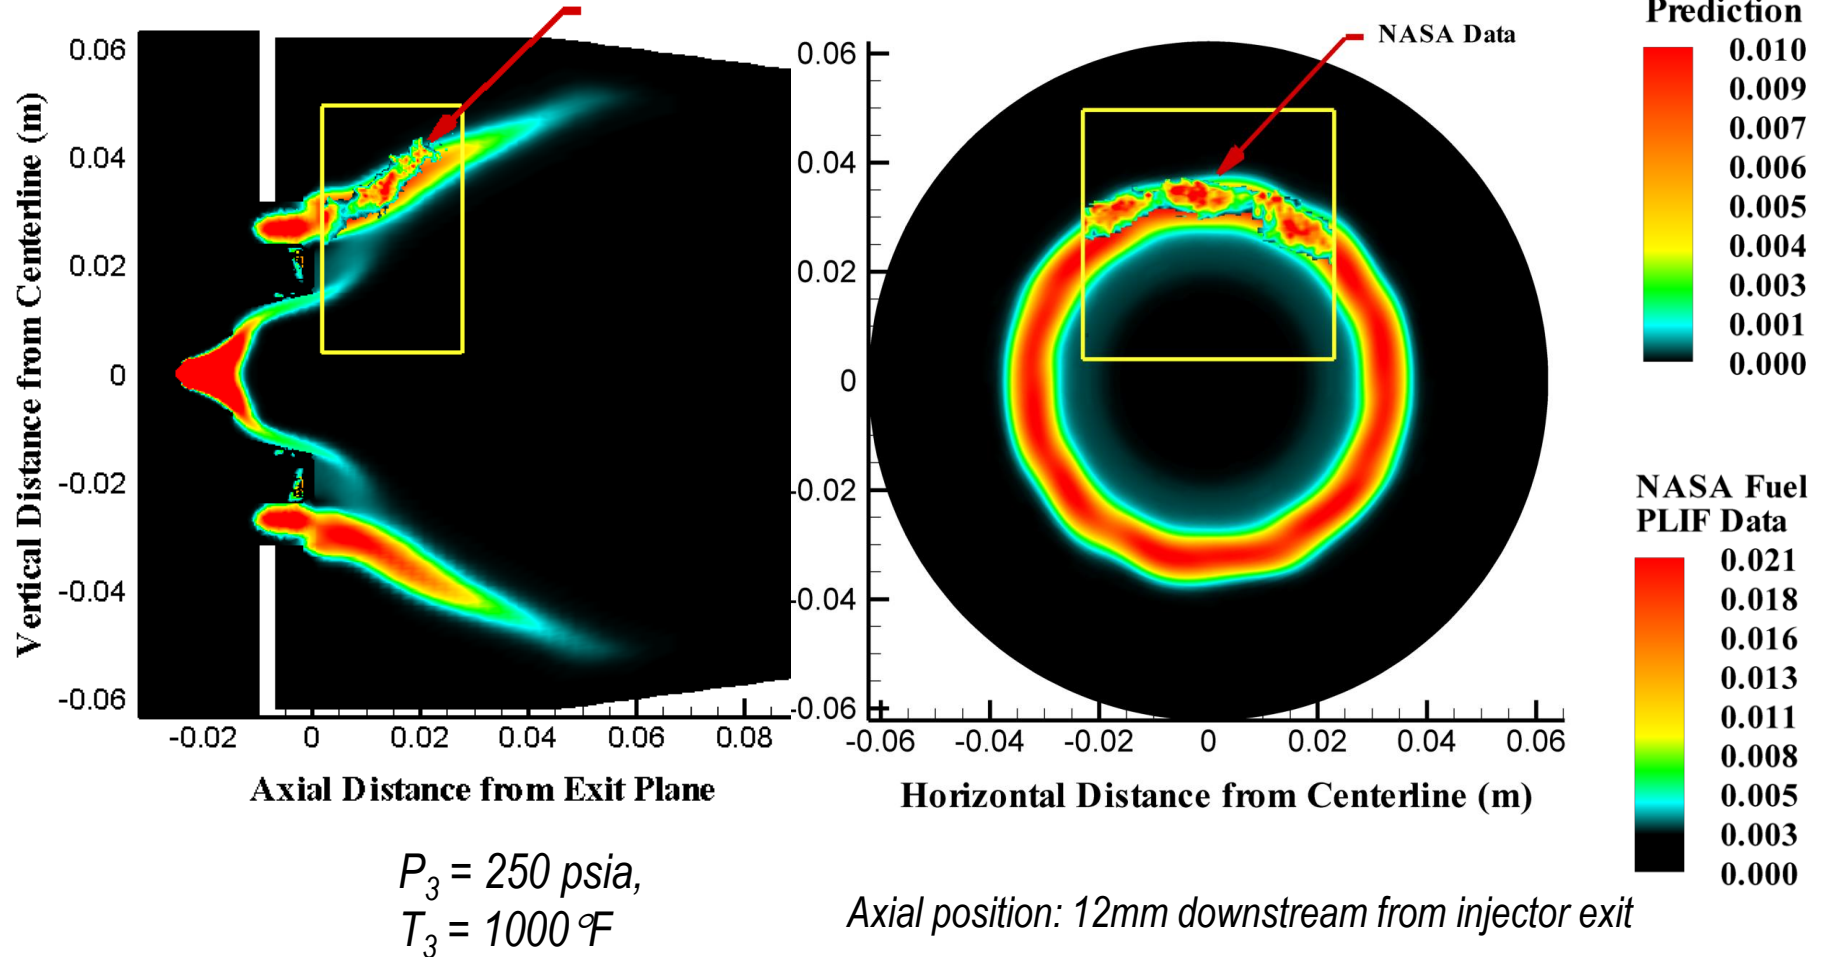 Vertical Distance from Centerline (m)
0.06
0.04
0.02
0
-0.02
-0.04
-0.06
-0.02 0 0.02 0.04 0.06 0.08
Axial Distance from Exit Plane
P3 = 250 psia,
T3 = 1000°F
NASA Data
0.06
0.04
0.02
0
-0.02
-0.04
-0.06
-0.06 -0.04 -0.02 0 0.02 0.04 0.06
Horizontal Distance from Centerline (m)
Axial position: 12mm downstream from injector exit
Prediction
0.010
0.009
0.007
0.006
0.005
0.004
0.003
0.001
0.000
NASA Fuel
PLIF Data
0.021
0.018
0.016
0.013
0.011
0.008
0.005
0.003
0.000